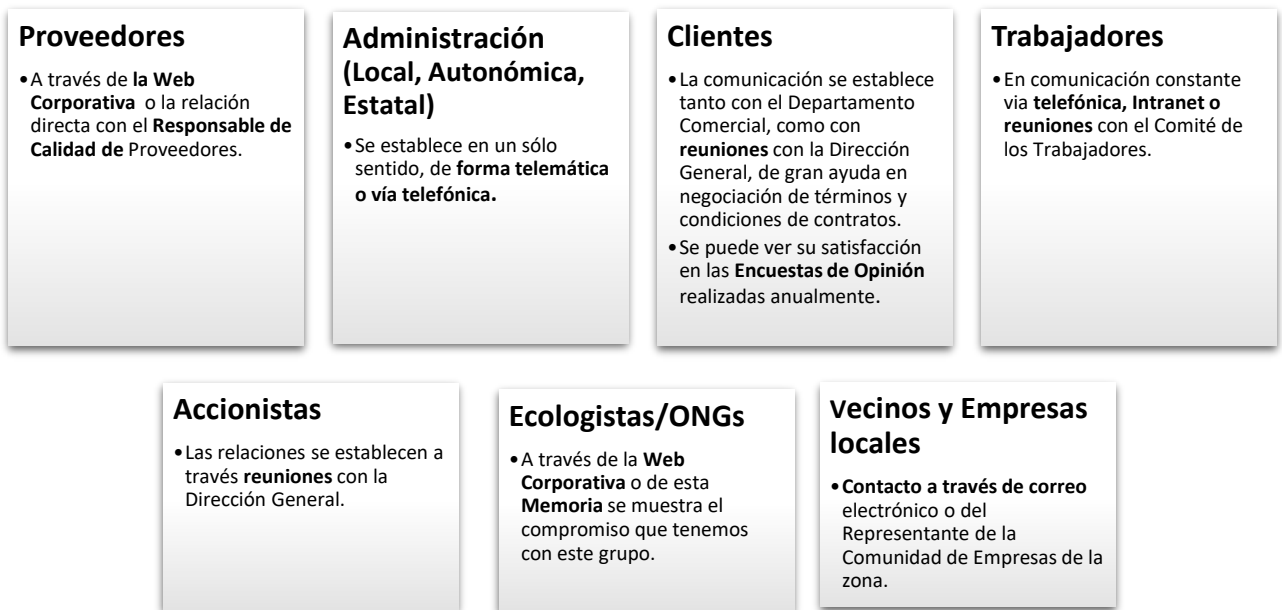 Proveedores
•A través de la Web
Corporativa o la relación
directa con el Responsable de
Calidad de Proveedores.
Administración
(Local, Autonómica,
Estatal)
•Se establece en un sólo
sentido, de forma telemática
o vía telefónica.
Clientes
•La comunicación se establece
tanto con el Departamento
Comercial, como con
reuniones con la Dirección
General, de gran ayuda en
negociación de términos y
condiciones de contratos.
•Se puede ver su satisfacción
en las Encuestas de Opinión
realizadas anualmente.
Trabajadores
•En comunicación constante
via telefónica, Intranet o
reuniones con el Comité de
los Trabajadores.
Accionistas
•Las relaciones se establecen a
través reuniones con la
Dirección General.
Ecologistas/ONGs
•A través de la Web
Corporativa o de esta
Memoria se muestra el
compromiso que tenemos
con este grupo.
Vecinos y Empresas
locales
•Contacto a través de correo
electrónico o del
Representante de la
Comunidad de Empresas de la
zona.